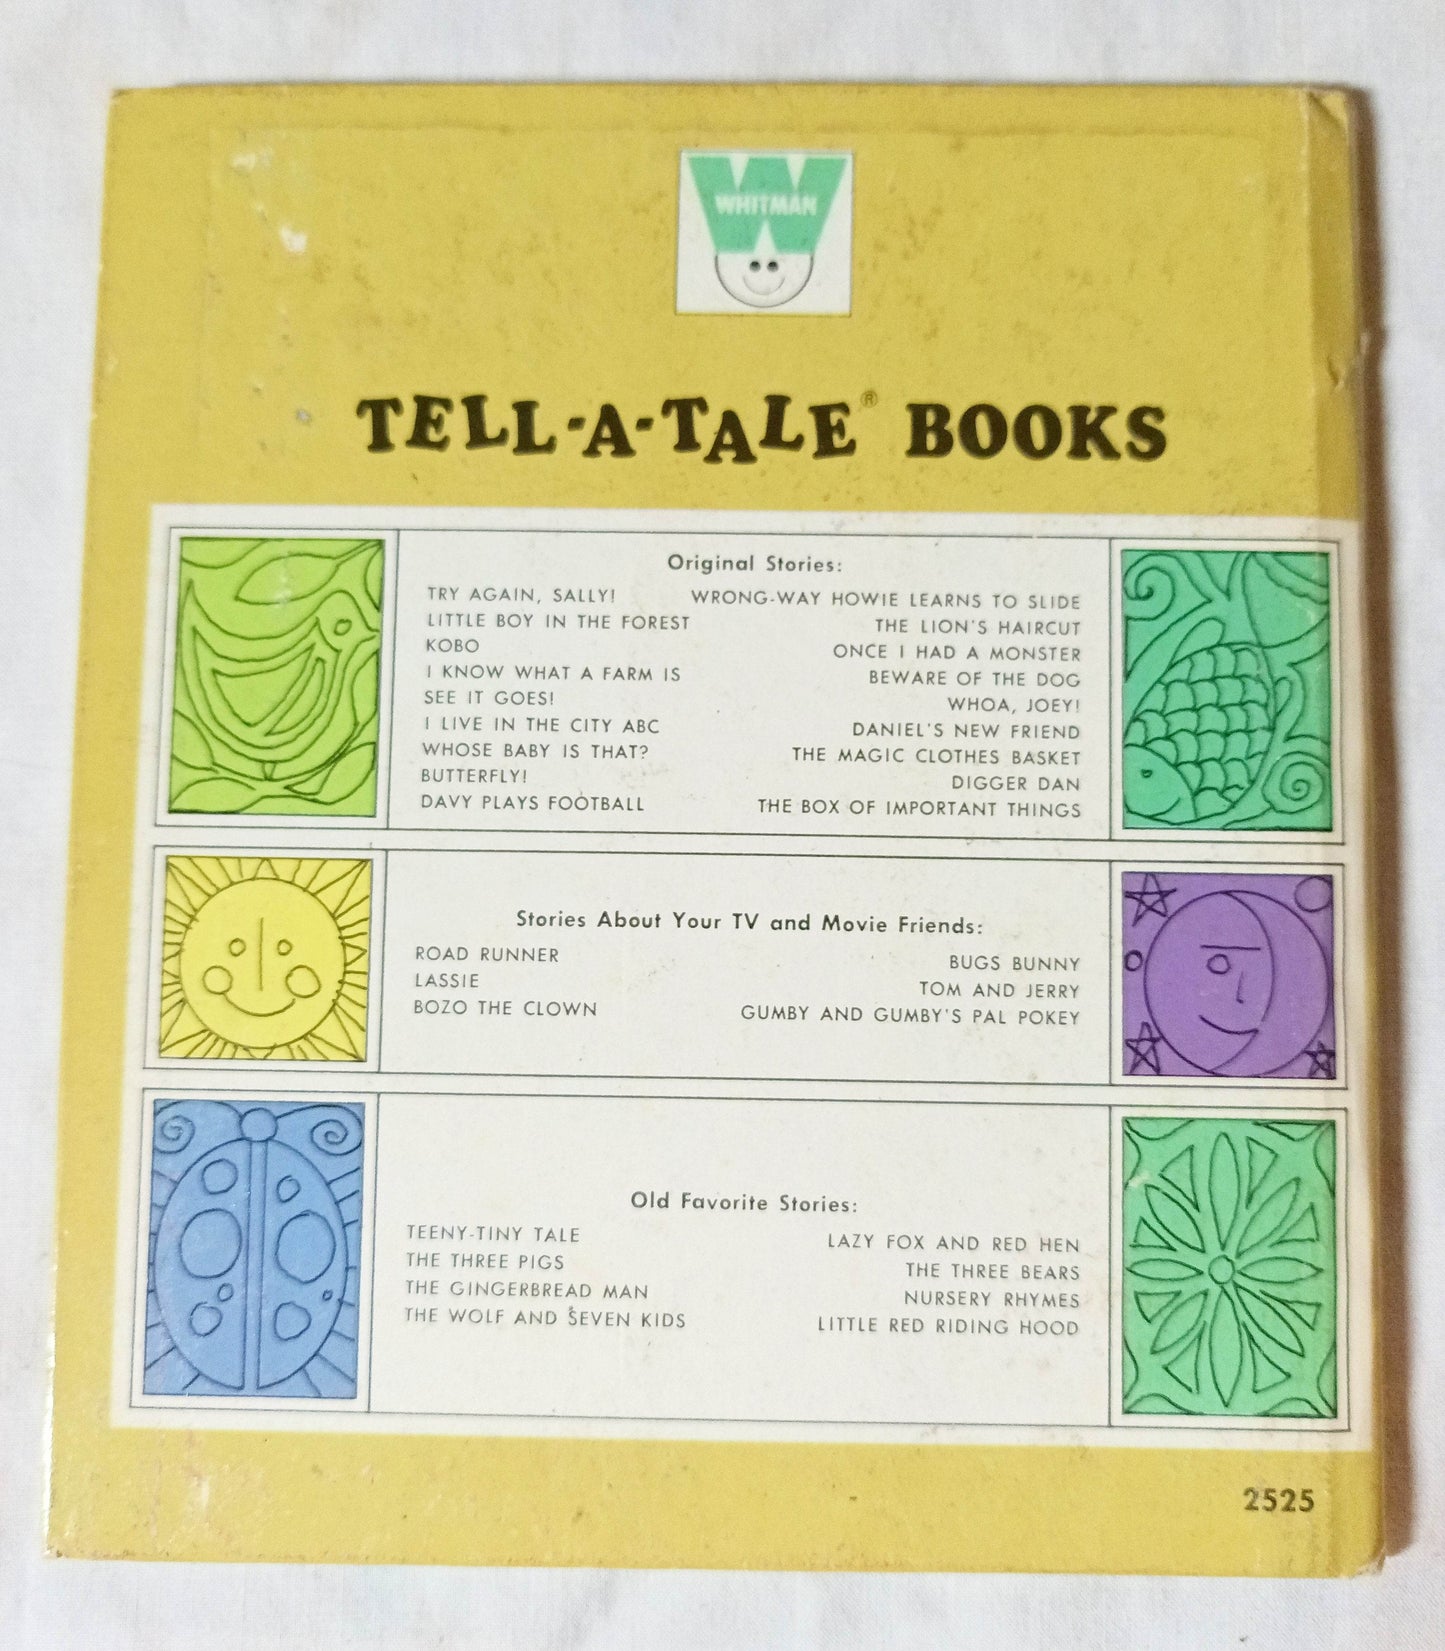 WHITMAN
TELL-A-TALE® BOOKS
Original Stories:
TRY AGAIN, SALLY!
LITTLE BOY IN THE FOREST
KOBO
I KNOW WHAT A FARM IS
SEE IT GOES!
I LIVE IN THE CITY ABC
WHOSE BABY IS THAT?
BUTTERFLY!
DAVY PLAYS FOOTBALL
WRONG-WAY HOWIE LEARNS TO SLIDE
THE LION'S HAIRCUT
ONCE I HAD A MONSTER
BEWARE OF THE DOG
WHOA, JOEY!
DANIEL'S NEW FRIEND
THE MAGIC CLOTHES BASKET
DIGGER DAN
THE BOX OF IMPORTANT THINGS
Stories About Your TV and Movie Friends:
ROAD RUNNER
LASSIE
BOZO THE CLOWN
BUGS BUNNY
TOM AND JERRY
GUMBY AND GUMBY'S PAL POKEY
Old Favorite Stories:
TEENY-TINY TALE
THE THREE PIGS
THE GINGERBREAD MAN
THE WOLF AND SEVEN KIDS
LAZY FOX AND RED HEN
THE THREE BEARS
NURSERY RHYMES
LITTLE RED RIDING HOOD
2525